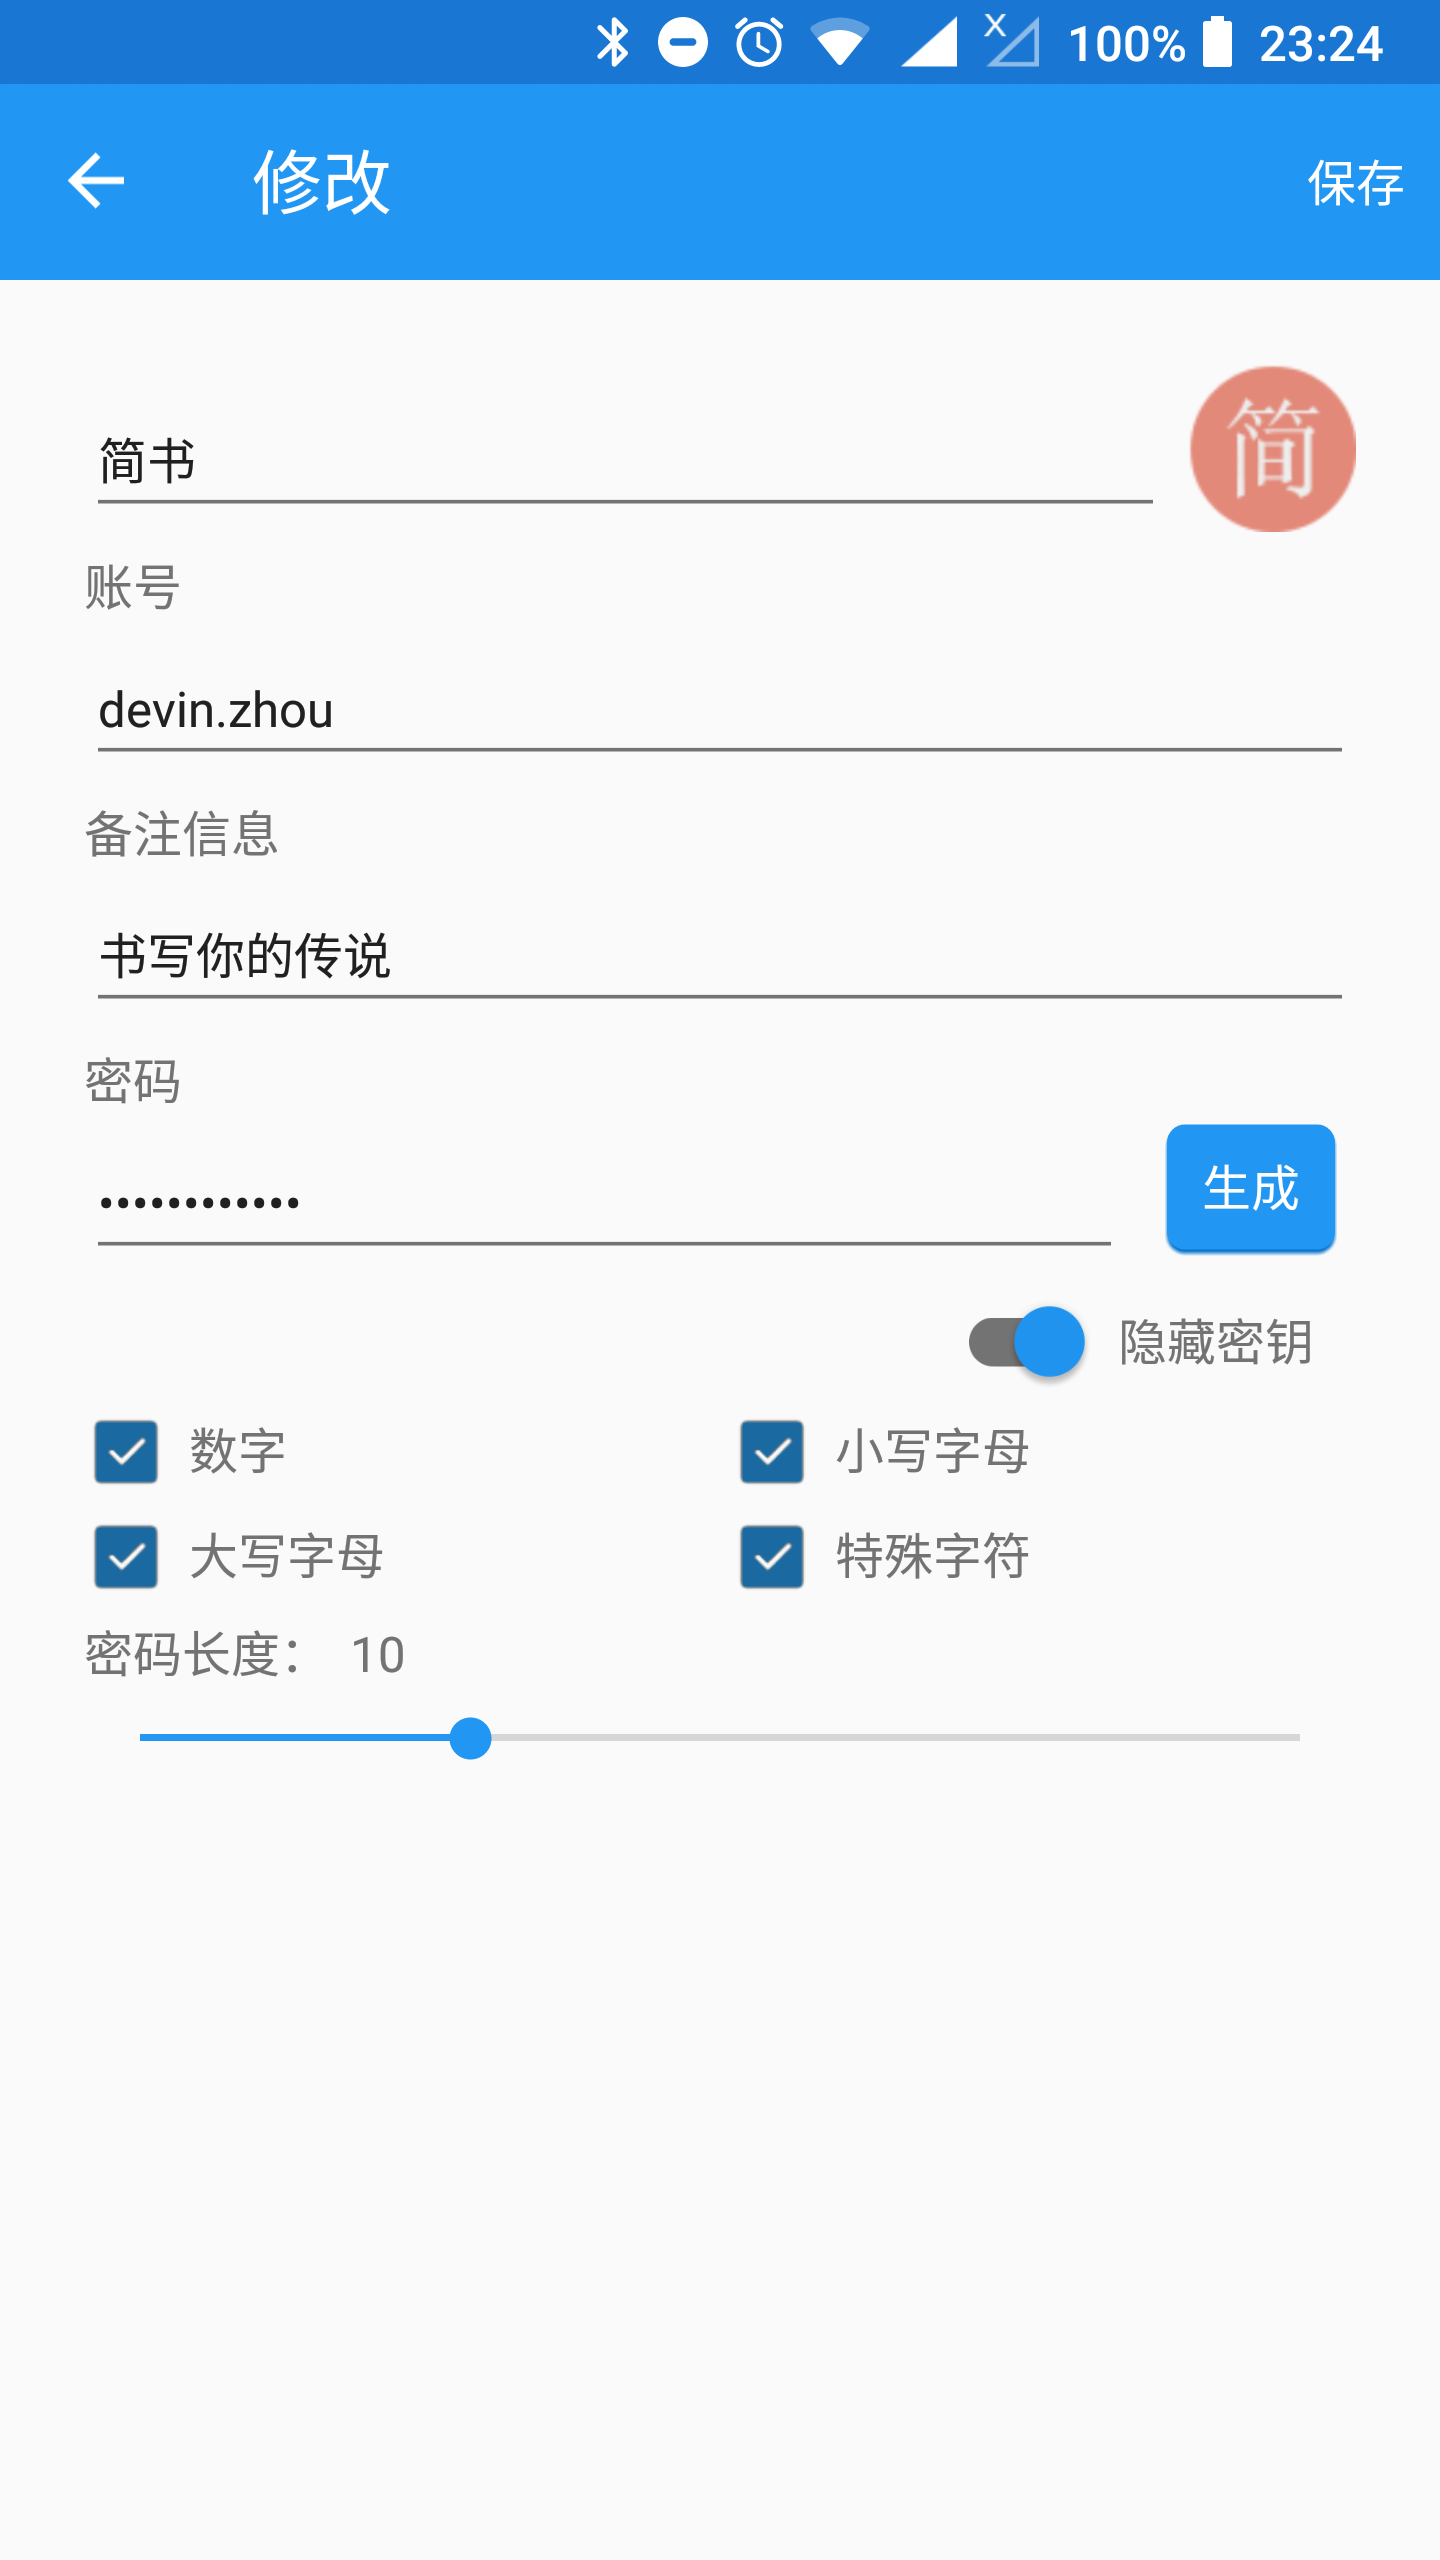 100% 23:24
修改 保存
简书 简
账号
devin.zhou
备注信息
书写你的传说
密码
••••••••••••
生成
隐藏密钥
数字 小写字母
大写字母 特殊字符
密码长度： 10